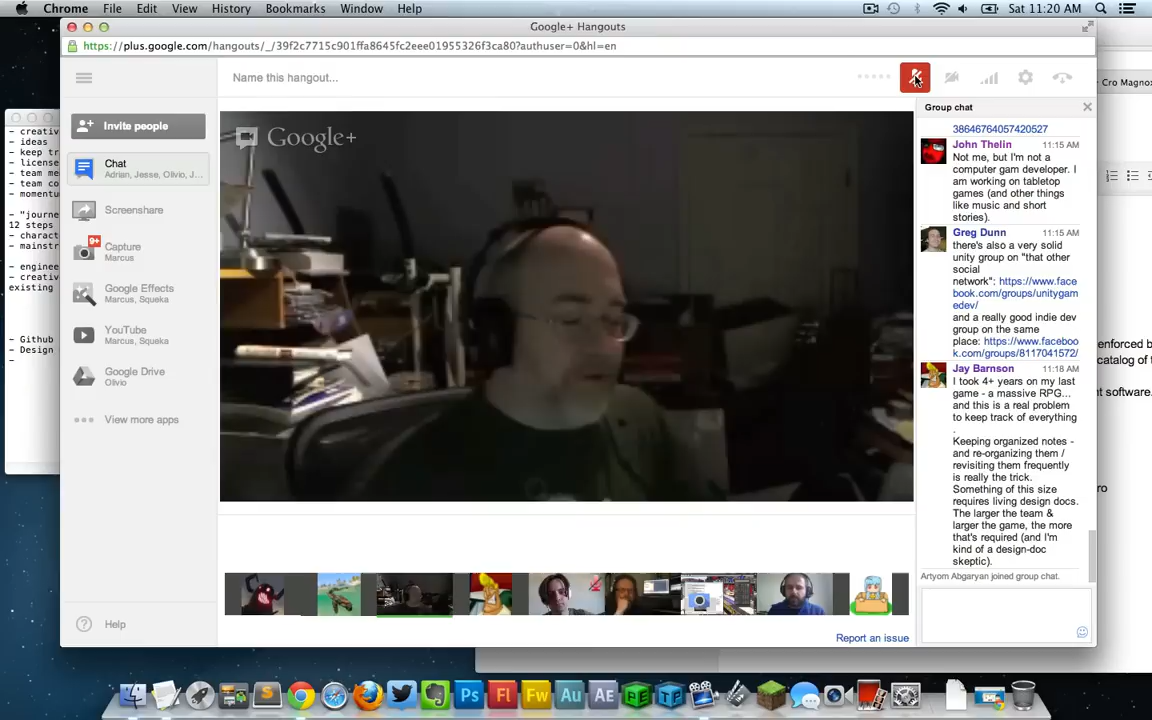 Chrome File Edit View History Bookmarks Window Help Sat 11:20 AM
Google+ Hangouts
https://plus.google.com/hangouts/_/39f2c7715c901ffa8645fc2eee01955326f3ca80?authuser=0&hl=en
Name this hangout...
Invite people
Chat
Adrian, Jesse, Olivio, J...
Screenshare
9+
Capture
Marcus
Google Effects
Marcus, Squeka
YouTube
Marcus, Squeka
Google Drive
Olivio
View more apps
Help
Google+
Report an issue
Group chat
38646764057420527
John Thelin 11:15 AM
Not me, but I'm not a
computer gam developer. I
am working on tabletop
games (and other things
like music and short
stories).
Greg Dunn 11:15 AM
there's also a very solid
unity group on "that other
social
network": https://www.face
book.com/groups/unitygam
edev/
and a really good indie dev
group on the same
place: https://www.faceboo
k.com/groups/8117041572/
Jay Barnson 11:18 AM
I took 4+ years on my last
game - a massive RPG...
and this is a real problem
to keep track of everything
.
Keeping organized notes -
and re-organizing them /
revisiting them frequently
is really the trick.
Something of this size
requires living design docs.
The larger the team &
larger the game, the more
that's required (and I'm
kind of a design-doc
skeptic).
Artyom Abgaryan joined group chat.
- creativ
- ideas
- keep tr
- license
- team me
- team co
- momentu
- "journe
12 steps
- charact
- mainstr
- enginee
- creativ
existing
- Github
- Design
-
Cro Magno
enforced b
catalog of t
nt software.
ro
Ps Fl Fw Au Ae